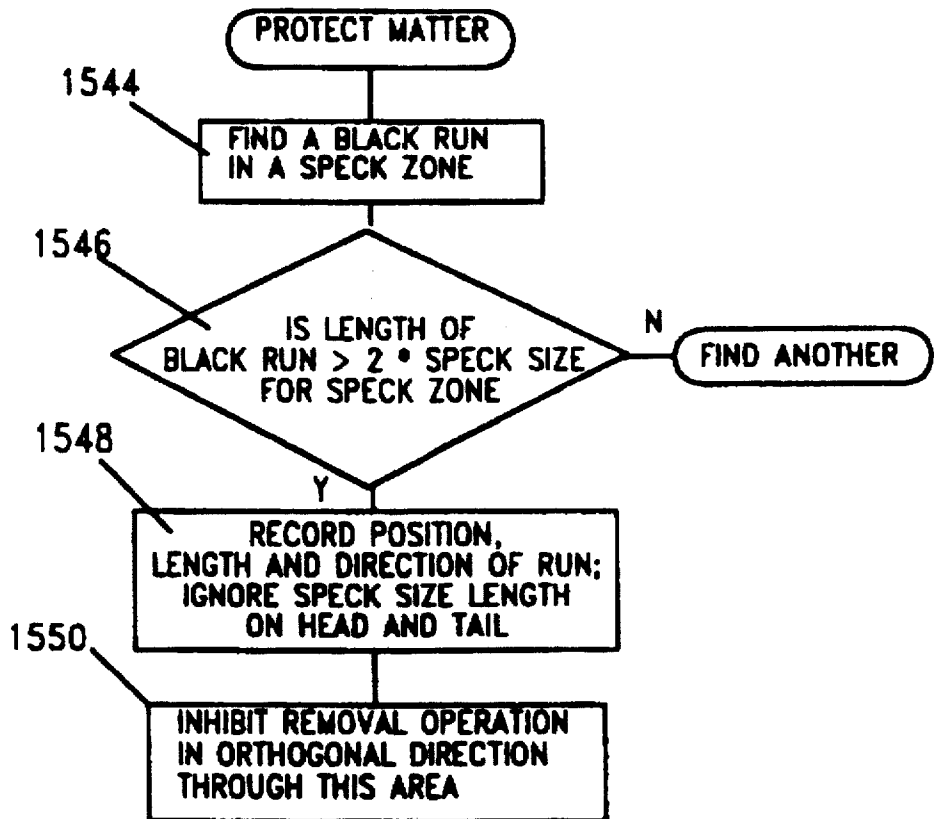 PROTECT MATTER
1544
FIND A BLACK RUN
IN A SPECK ZONE
1546
IS LENGTH OF
BLACK RUN > 2 * SPECK SIZE
FOR SPECK ZONE
N
FIND ANOTHER
Y
1548
RECORD POSITION,
LENGTH AND DIRECTION OF RUN;
IGNORE SPECK SIZE LENGTH
ON HEAD AND TAIL
1550
INHIBIT REMOVAL OPERATION
IN ORTHOGONAL DIRECTION
THROUGH THIS AREA